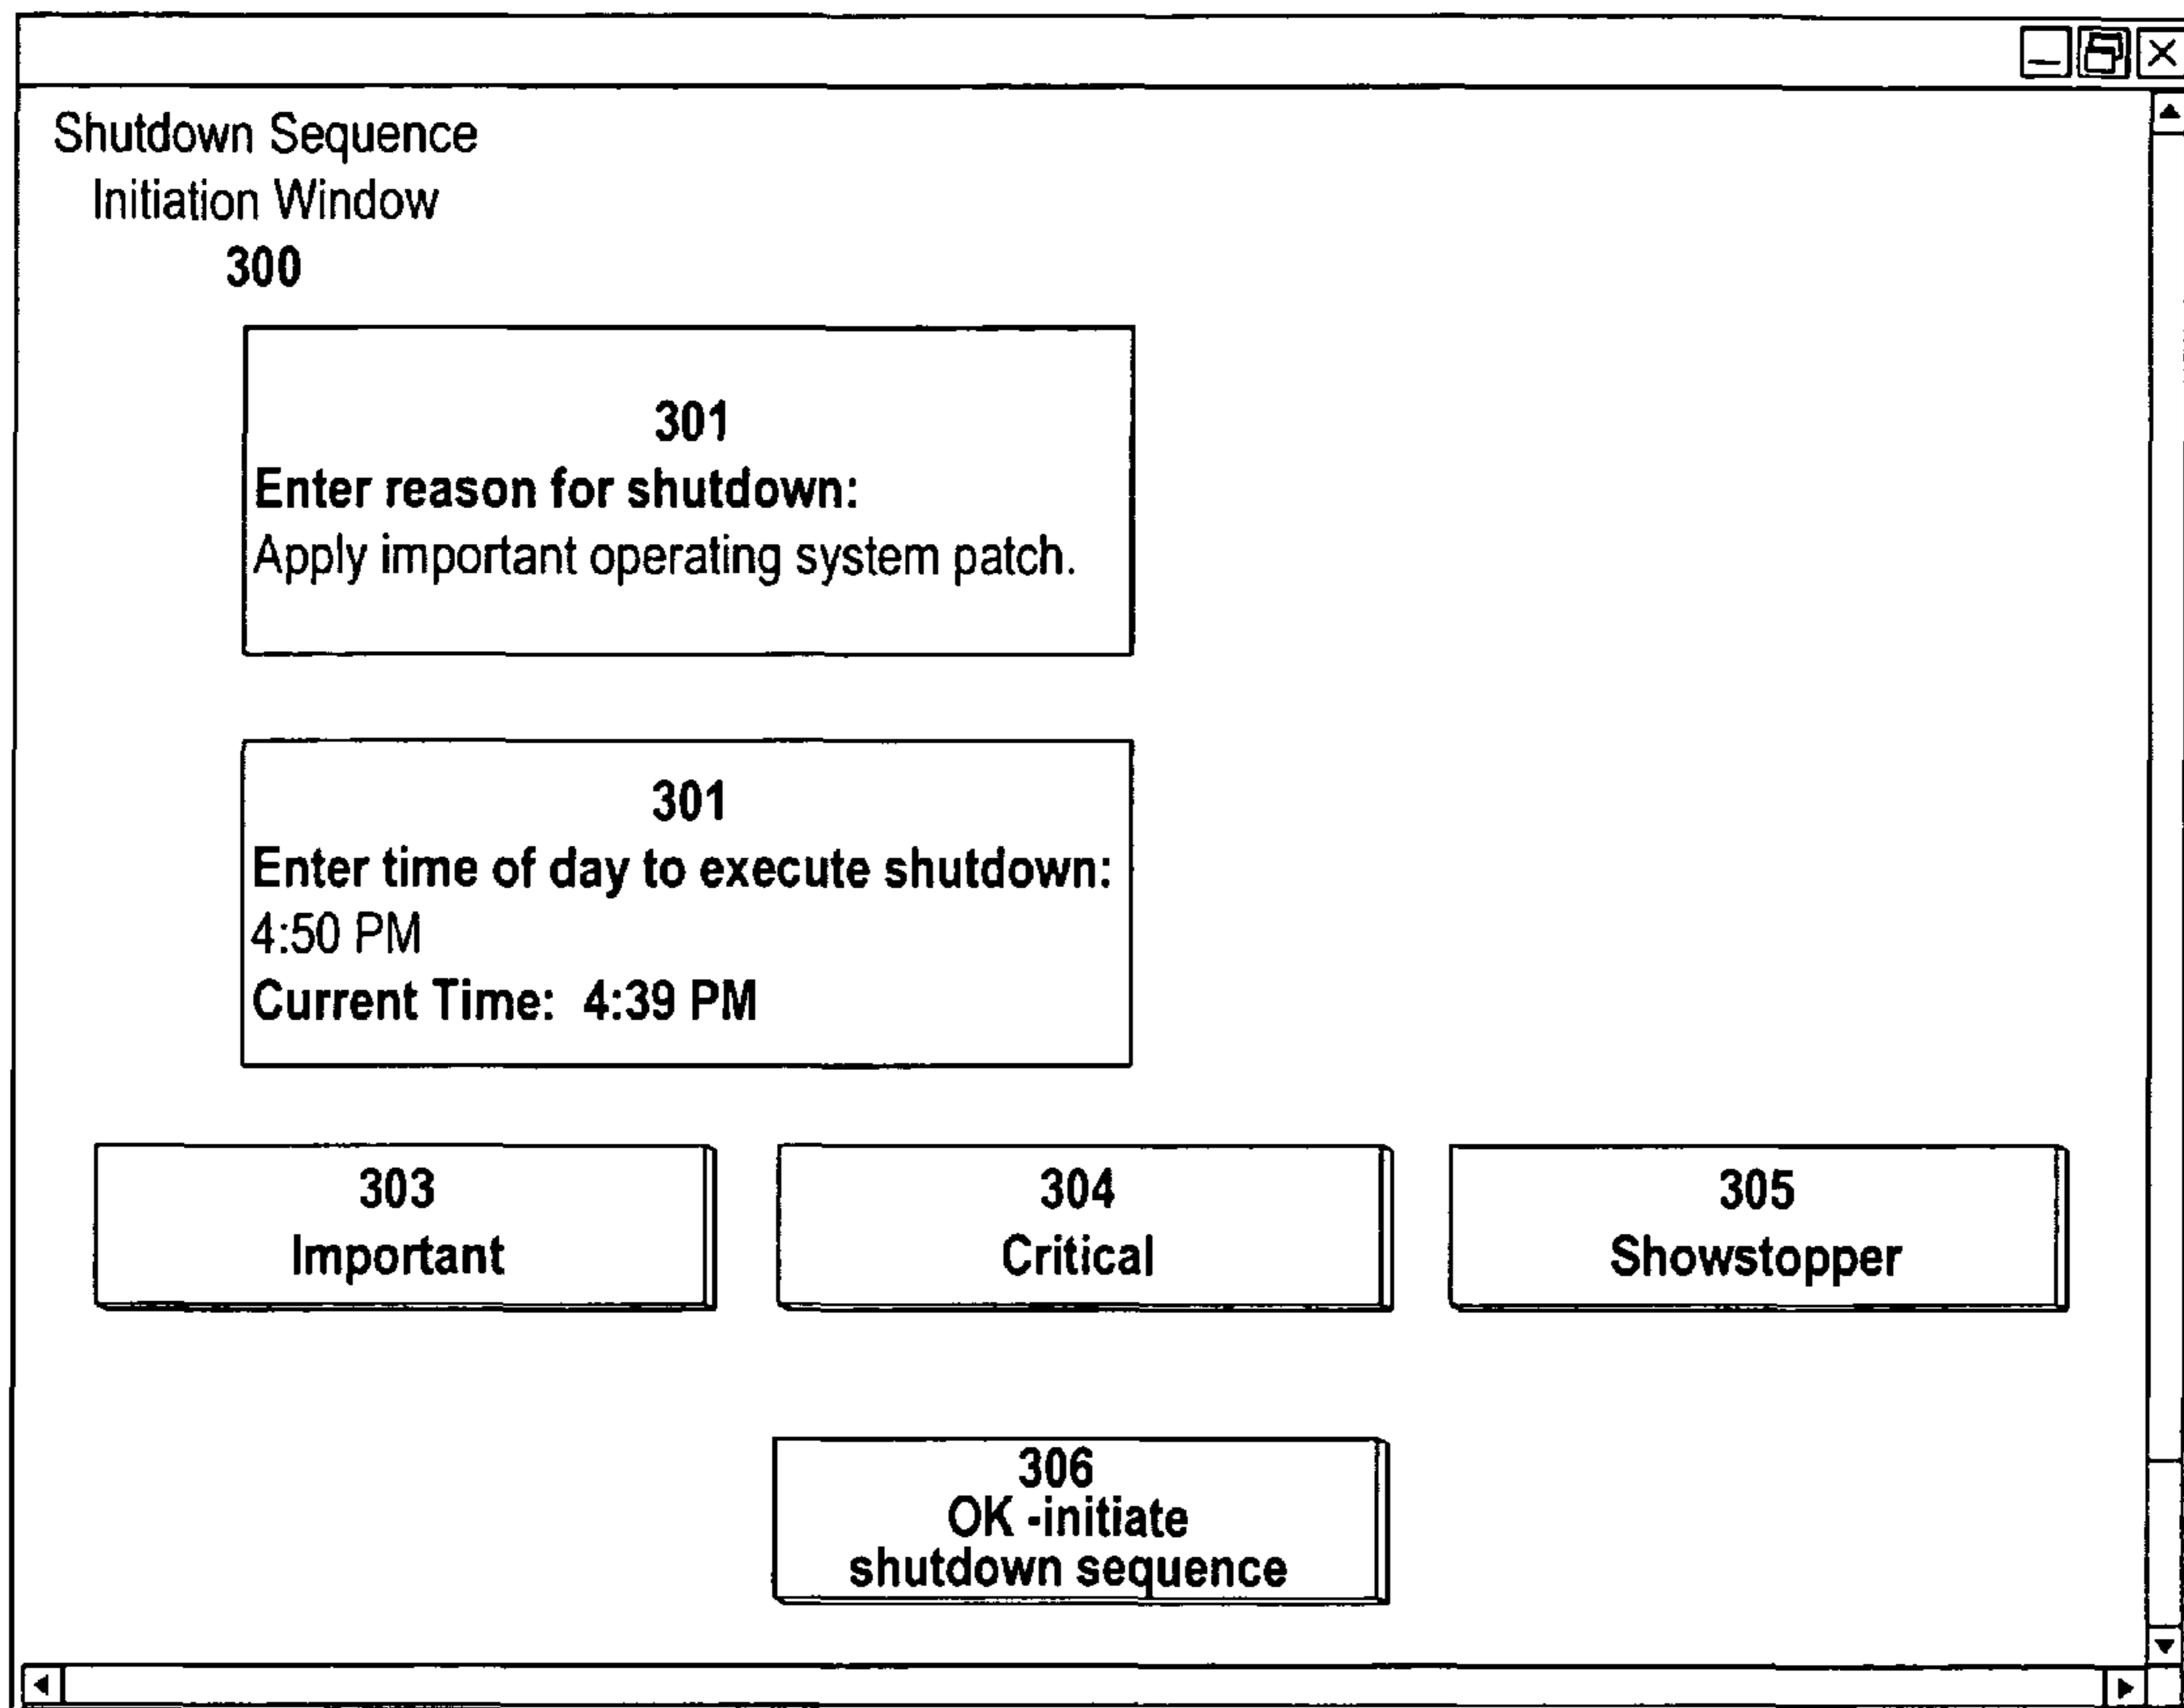 Shutdown Sequence
Initiation Window
300
301
Enter reason for shutdown:
Apply important operating system patch.
301
Enter time of day to execute shutdown:
4:50 PM
Current Time: 4:39 PM
303
Important
304
Critical
305
Showstopper
306
OK -initiate
shutdown sequence